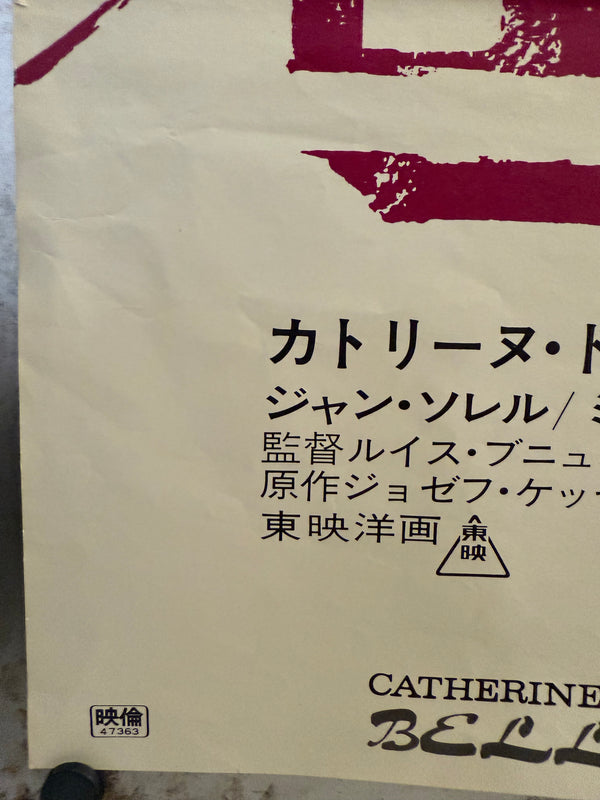 カトリーヌ・ド
ジャン・ソレル/ミ
監督ルイス・ブニュ
原作ジョゼフ・ケッセ
東映洋画
東映
CATHERINE
BELL
映倫
47363